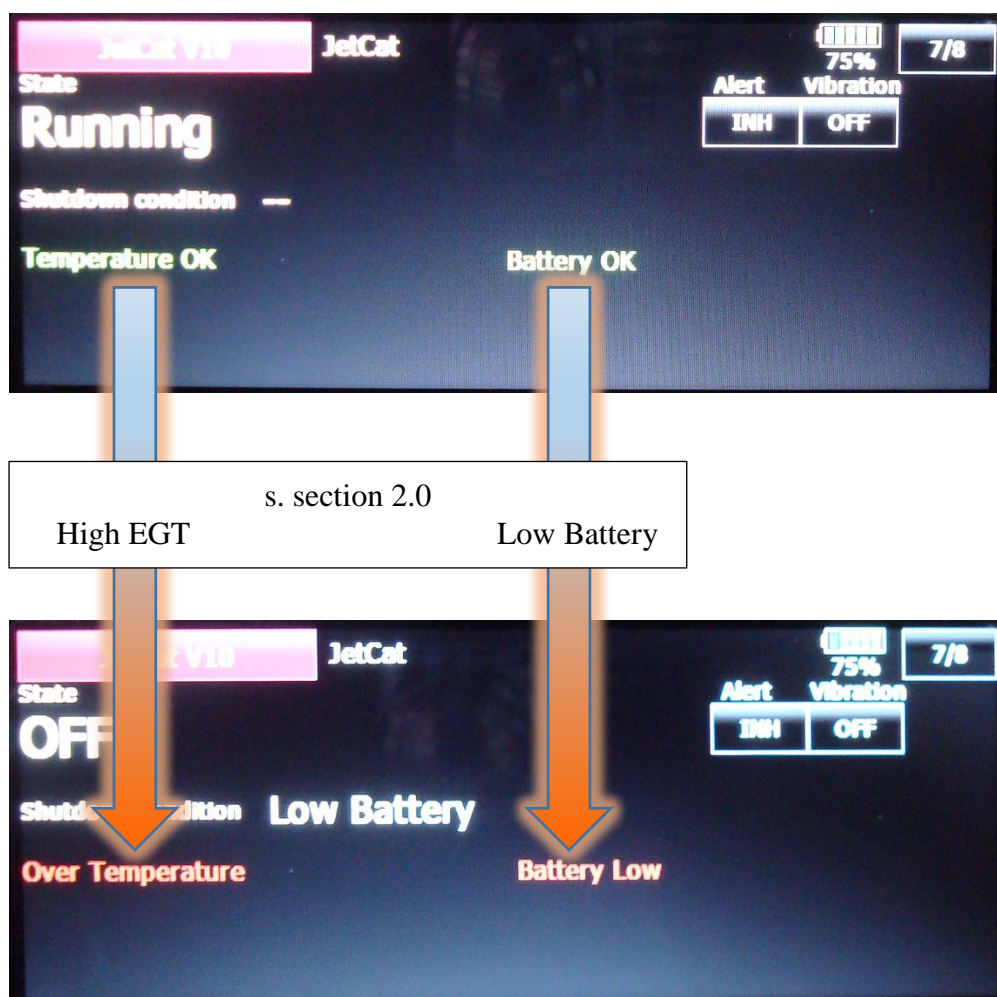 JetCat V10 JetCat 75% 7/8
State Alert Vibration
Running INH OFF
Shutdown condition --
Temperature OK Battery OK
s. section 2.0
High EGT Low Battery
V10 JetCat 75% 7/8
State Alert Vibration
OFF INH OFF
Low Battery
Over Temperature Battery Low